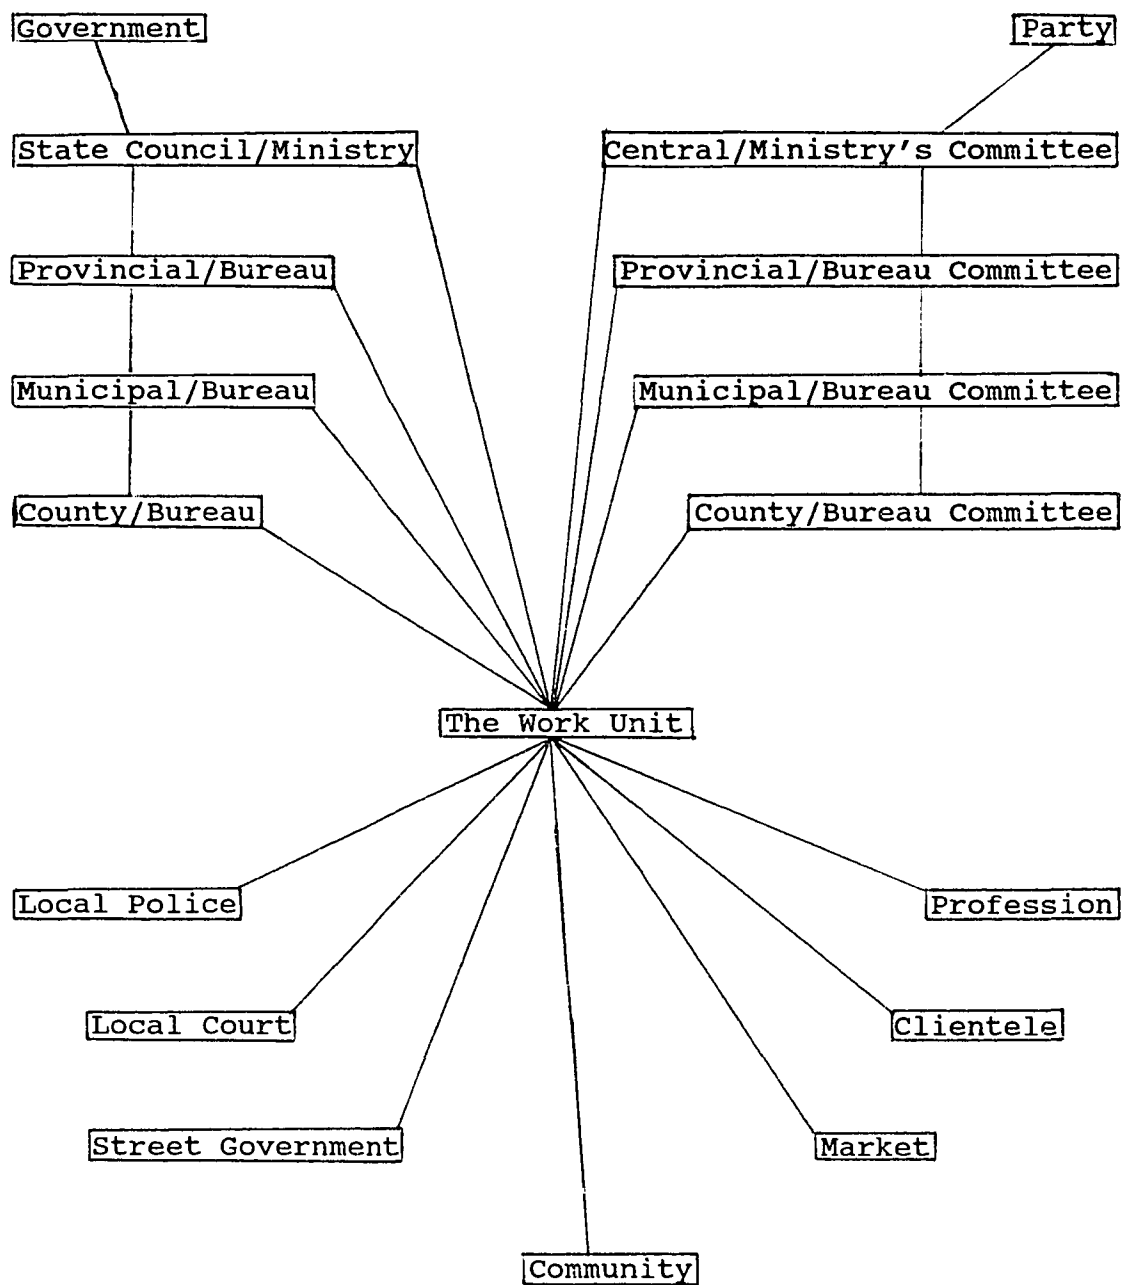 Government
Party
State Council/Ministry
Central/Ministry's Committee
Provincial/Bureau
Provincial/Bureau Committee
Municipal/Bureau
Municipal/Bureau Committee
County/Bureau
County/Bureau Committee
The Work Unit
Local Police
Profession
Local Court
Clientele
Street Government
Market
Community